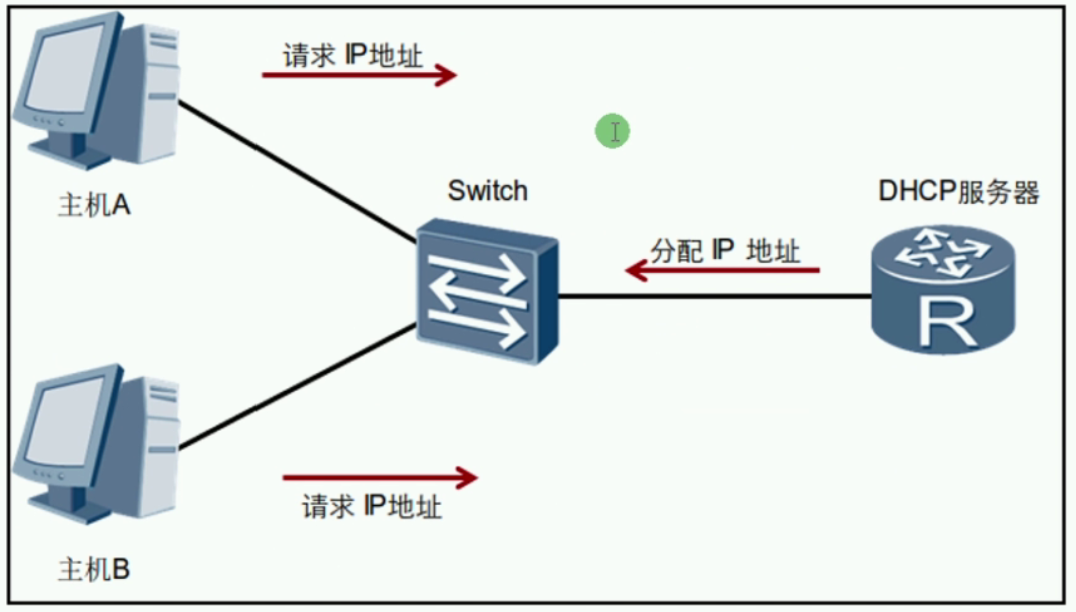 请求 IP地址
主机A
Switch
DHCP服务器
分配 IP 地址
R
请求 IP地址
主机B